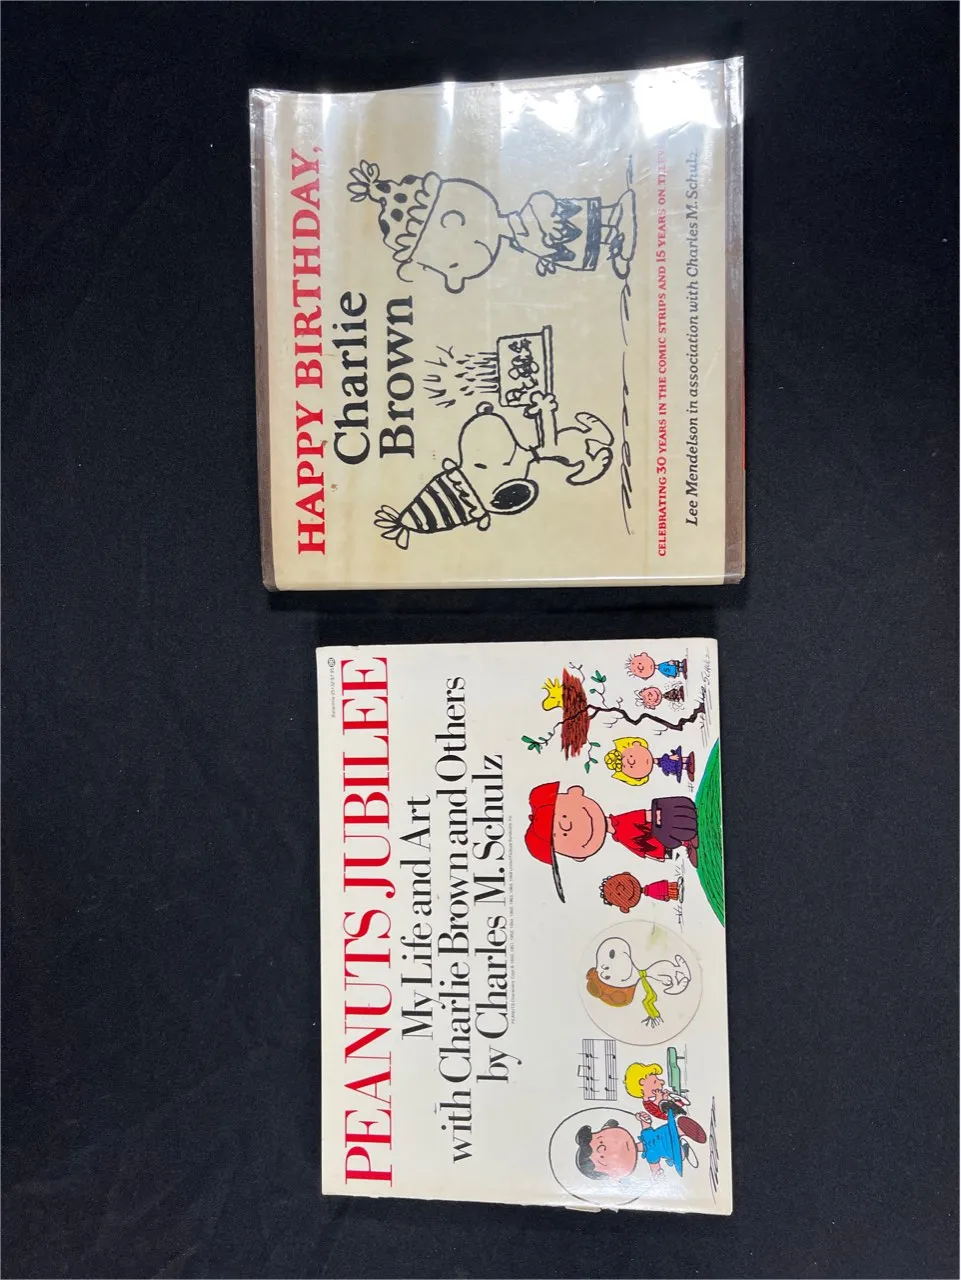 HAPPY BIRTHDAY,
Charlie
Brown
CELEBRATING 30 YEARS IN THE COMIC STRIPS AND 15 YEARS ON
Lee Mendelson in association with Charles M. Schulz
PEANUTS JUBILEE
My Life and Art
with Charlie Brown and Others
by Charles M. Schulz